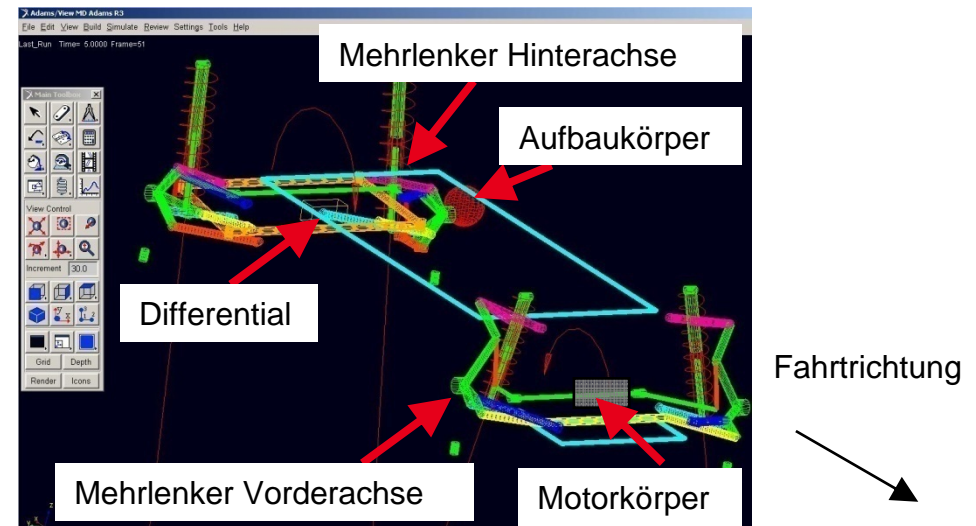 Adams/View MD Adams R3
File Edit View Build Simulate Review Settings Tools Help
Last_Run Time= 5.0000 Frame=51
Mehrlenker Hinterachse
Main Toolbox
Aufbaukörper
View Control
Increment 30.0
Differential
Grid Depth
Render Icons
Fahrtrichtung
Mehrlenker Vorderachse
Motorkörper